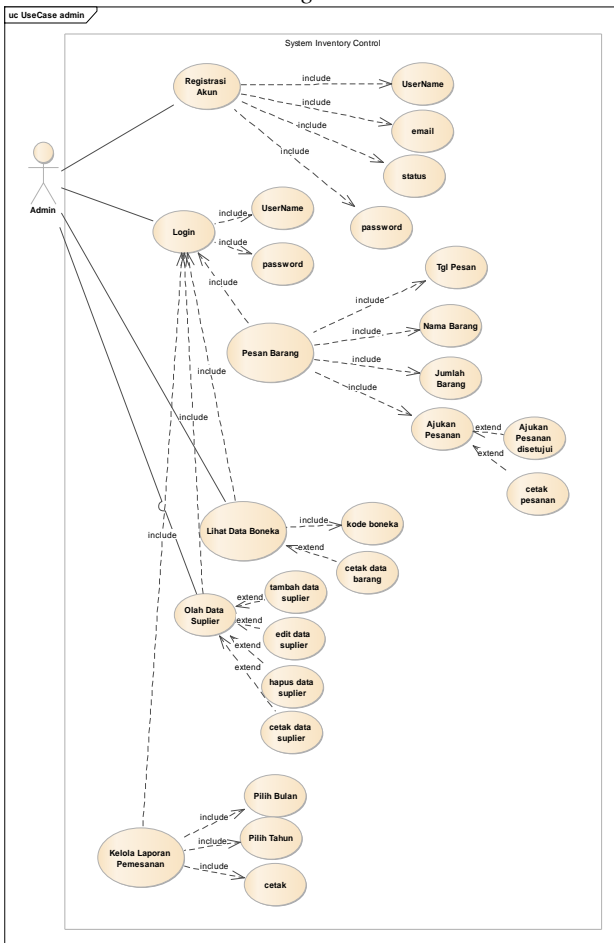 uc UseCase admin
System Inventory Control
Registrasi
Akun
include
UserName
include
email
include
status
include
password
Admin
Login
include
UserName
include
password
include
Pesan Barang
include
Tgl Pesan
include
Nama Barang
include
Jumlah
Barang
include
Ajukan
Pesanan
extend
Ajukan
Pesanan
disetujui
extend
cetak
pesanan
include
include
include
Lihat Data Boneka
include
kode boneka
extend
cetak data
barang
Olah Data
Suplier
extend
tambah data
suplier
extend
edit data
suplier
extend
hapus data
suplier
extend
cetak data
suplier
Kelola Laporan
Pemesanan
include
Pilih Bulan
include
Pilih Tahun
include
cetak